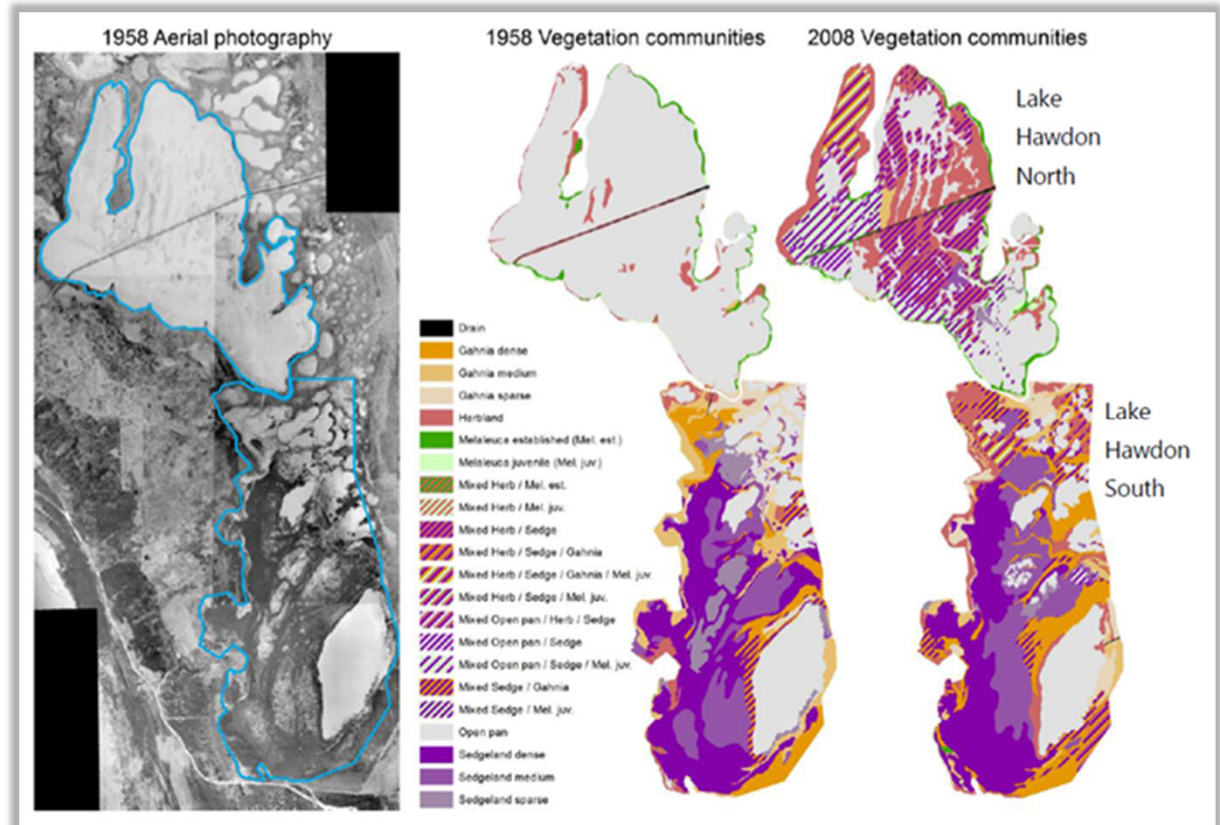 1958 Aerial photography
1958 Vegetation communities
2008 Vegetation communities
Lake
Hawdon
North
Drain
Gahnia dense
Gahnia medium
Gahnia sparse
Herbland
Melaleuca established (Mel. est.)
Melaleuca juvenile (Mel. juv.)
Mixed Herb / Mel. est.
Mixed Herb / Mel. juv.
Mixed Herb / Sedge
Mixed Herb / Sedge / Gahnia
Mixed Herb / Sedge / Gahnia / Mel. juv.
Mixed Herb / Sedge / Mel. juv.
Mixed Open pan / Herb / Sedge
Mixed Open pan / Sedge
Mixed Open pan / Sedge / Mel. juv.
Mixed Sedge / Gahnia
Mixed Sedge / Mel. juv.
Open pan
Sedgeland dense
Sedgeland medium
Sedgeland sparse
Lake
Hawdon
South